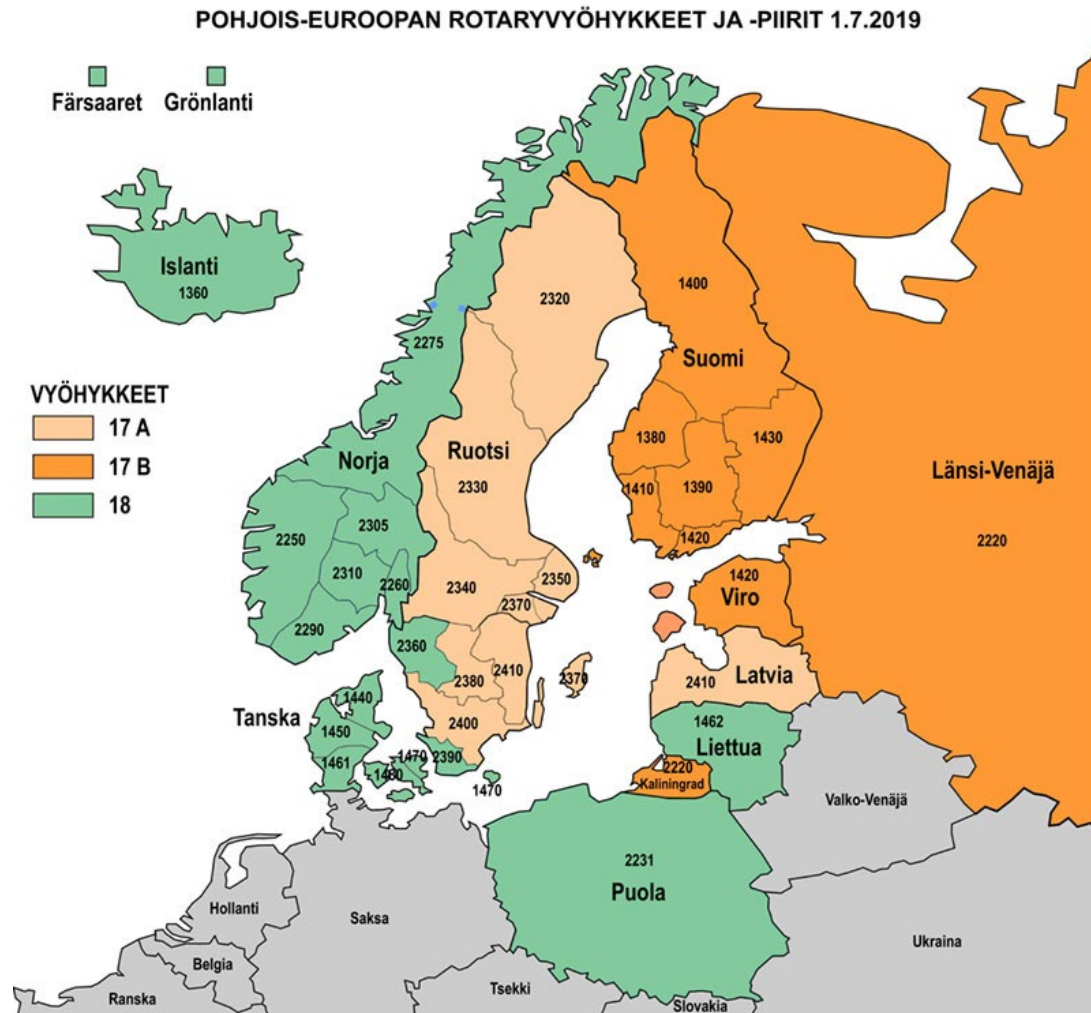 POHJOIS-EUROOPAN ROTARYVYÖHYKKEET JA -PIIRIT 1.7.2019
Färsaaret
Grönlanti
Islanti
1360
VYÖHYKKEET
17 A
17 B
18
2275
Norja
2250
2305
2310
2260
2290
2320
Ruotsi
2330
2340
2350
2370
2360
2380
2410
2370
2400
2390
1400
Suomi
1380
1430
1410
1390
1420
Länsi-Venäjä
2220
1420
Viro
2410
Latvia
1462
Liettua
2220
Kaliningrad
Tanska
1440
1450
1461
1470
1480
1470
2231
Puola
Valko-Venäjä
Ukraina
Hollanti
Saksa
Belgia
Ranska
Tsekki
Slovakia